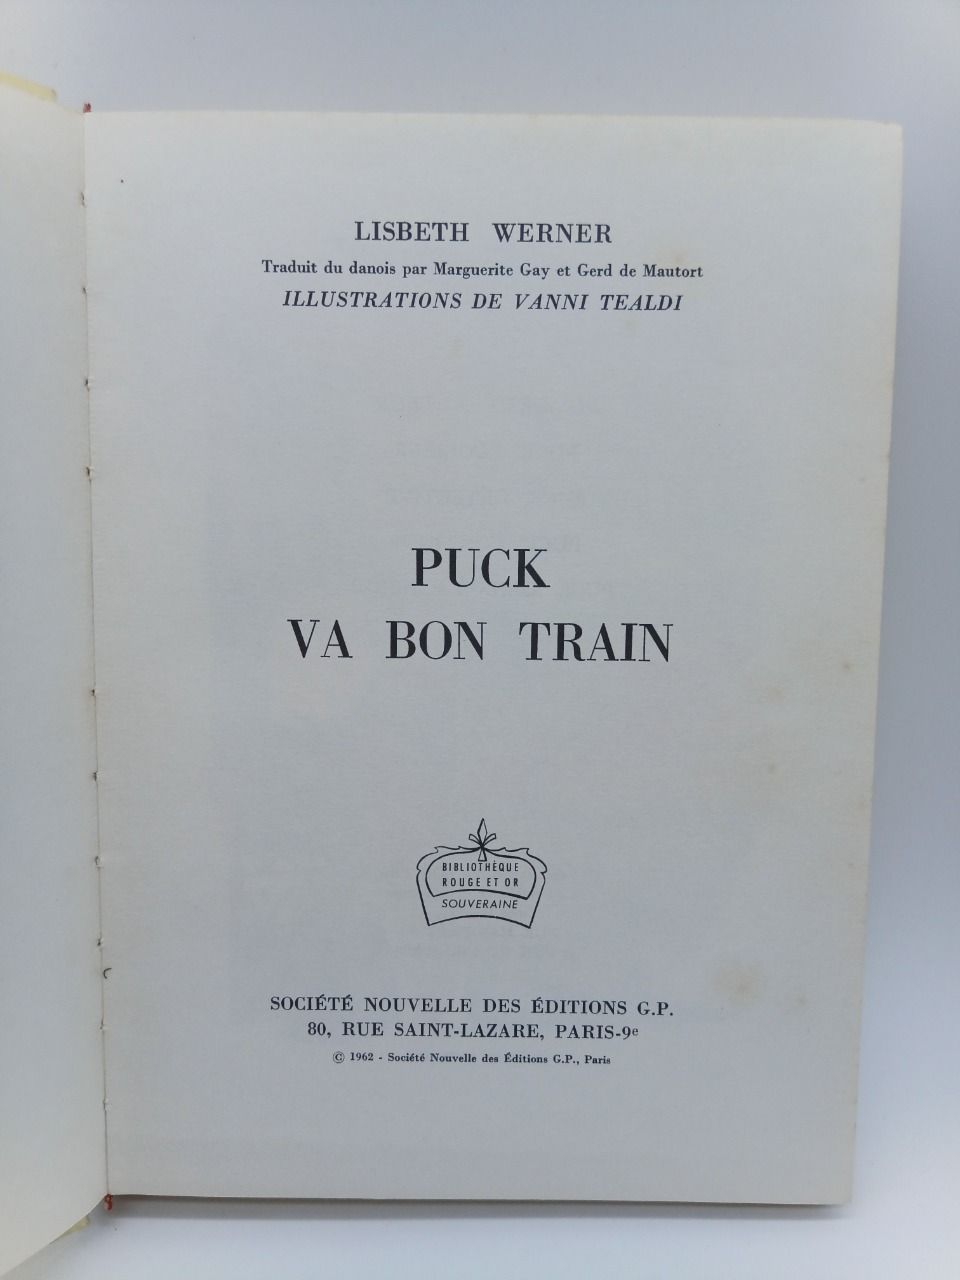 LISBETH WERNER
Traduit du danois par Marguerite Gay et Gerd de Mautort
ILLUSTRATIONS DE VANNI TEALDI
PUCK
VA BON TRAIN
BIBLIOTHÈQUE
ROUGE ET OR
SOUVERAINE
SOCIÉTÉ NOUVELLE DES ÉDITIONS G.P.
80, RUE SAINT-LAZARE, PARIS-9e
© 1962 - Société Nouvelle des Éditions G.P., Paris